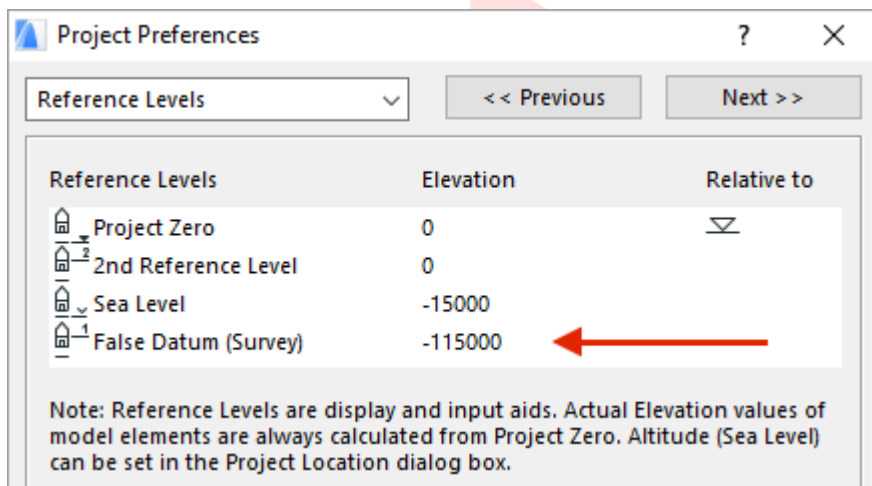 Project Preferences ? X
Reference Levels << Previous Next >>
Reference Levels Elevation Relative to
Project Zero 0
2 2nd Reference Level 0
Sea Level -15000
1 False Datum (Survey) -115000
Note: Reference Levels are display and input aids. Actual Elevation values of
model elements are always calculated from Project Zero. Altitude (Sea Level)
can be set in the Project Location dialog box.